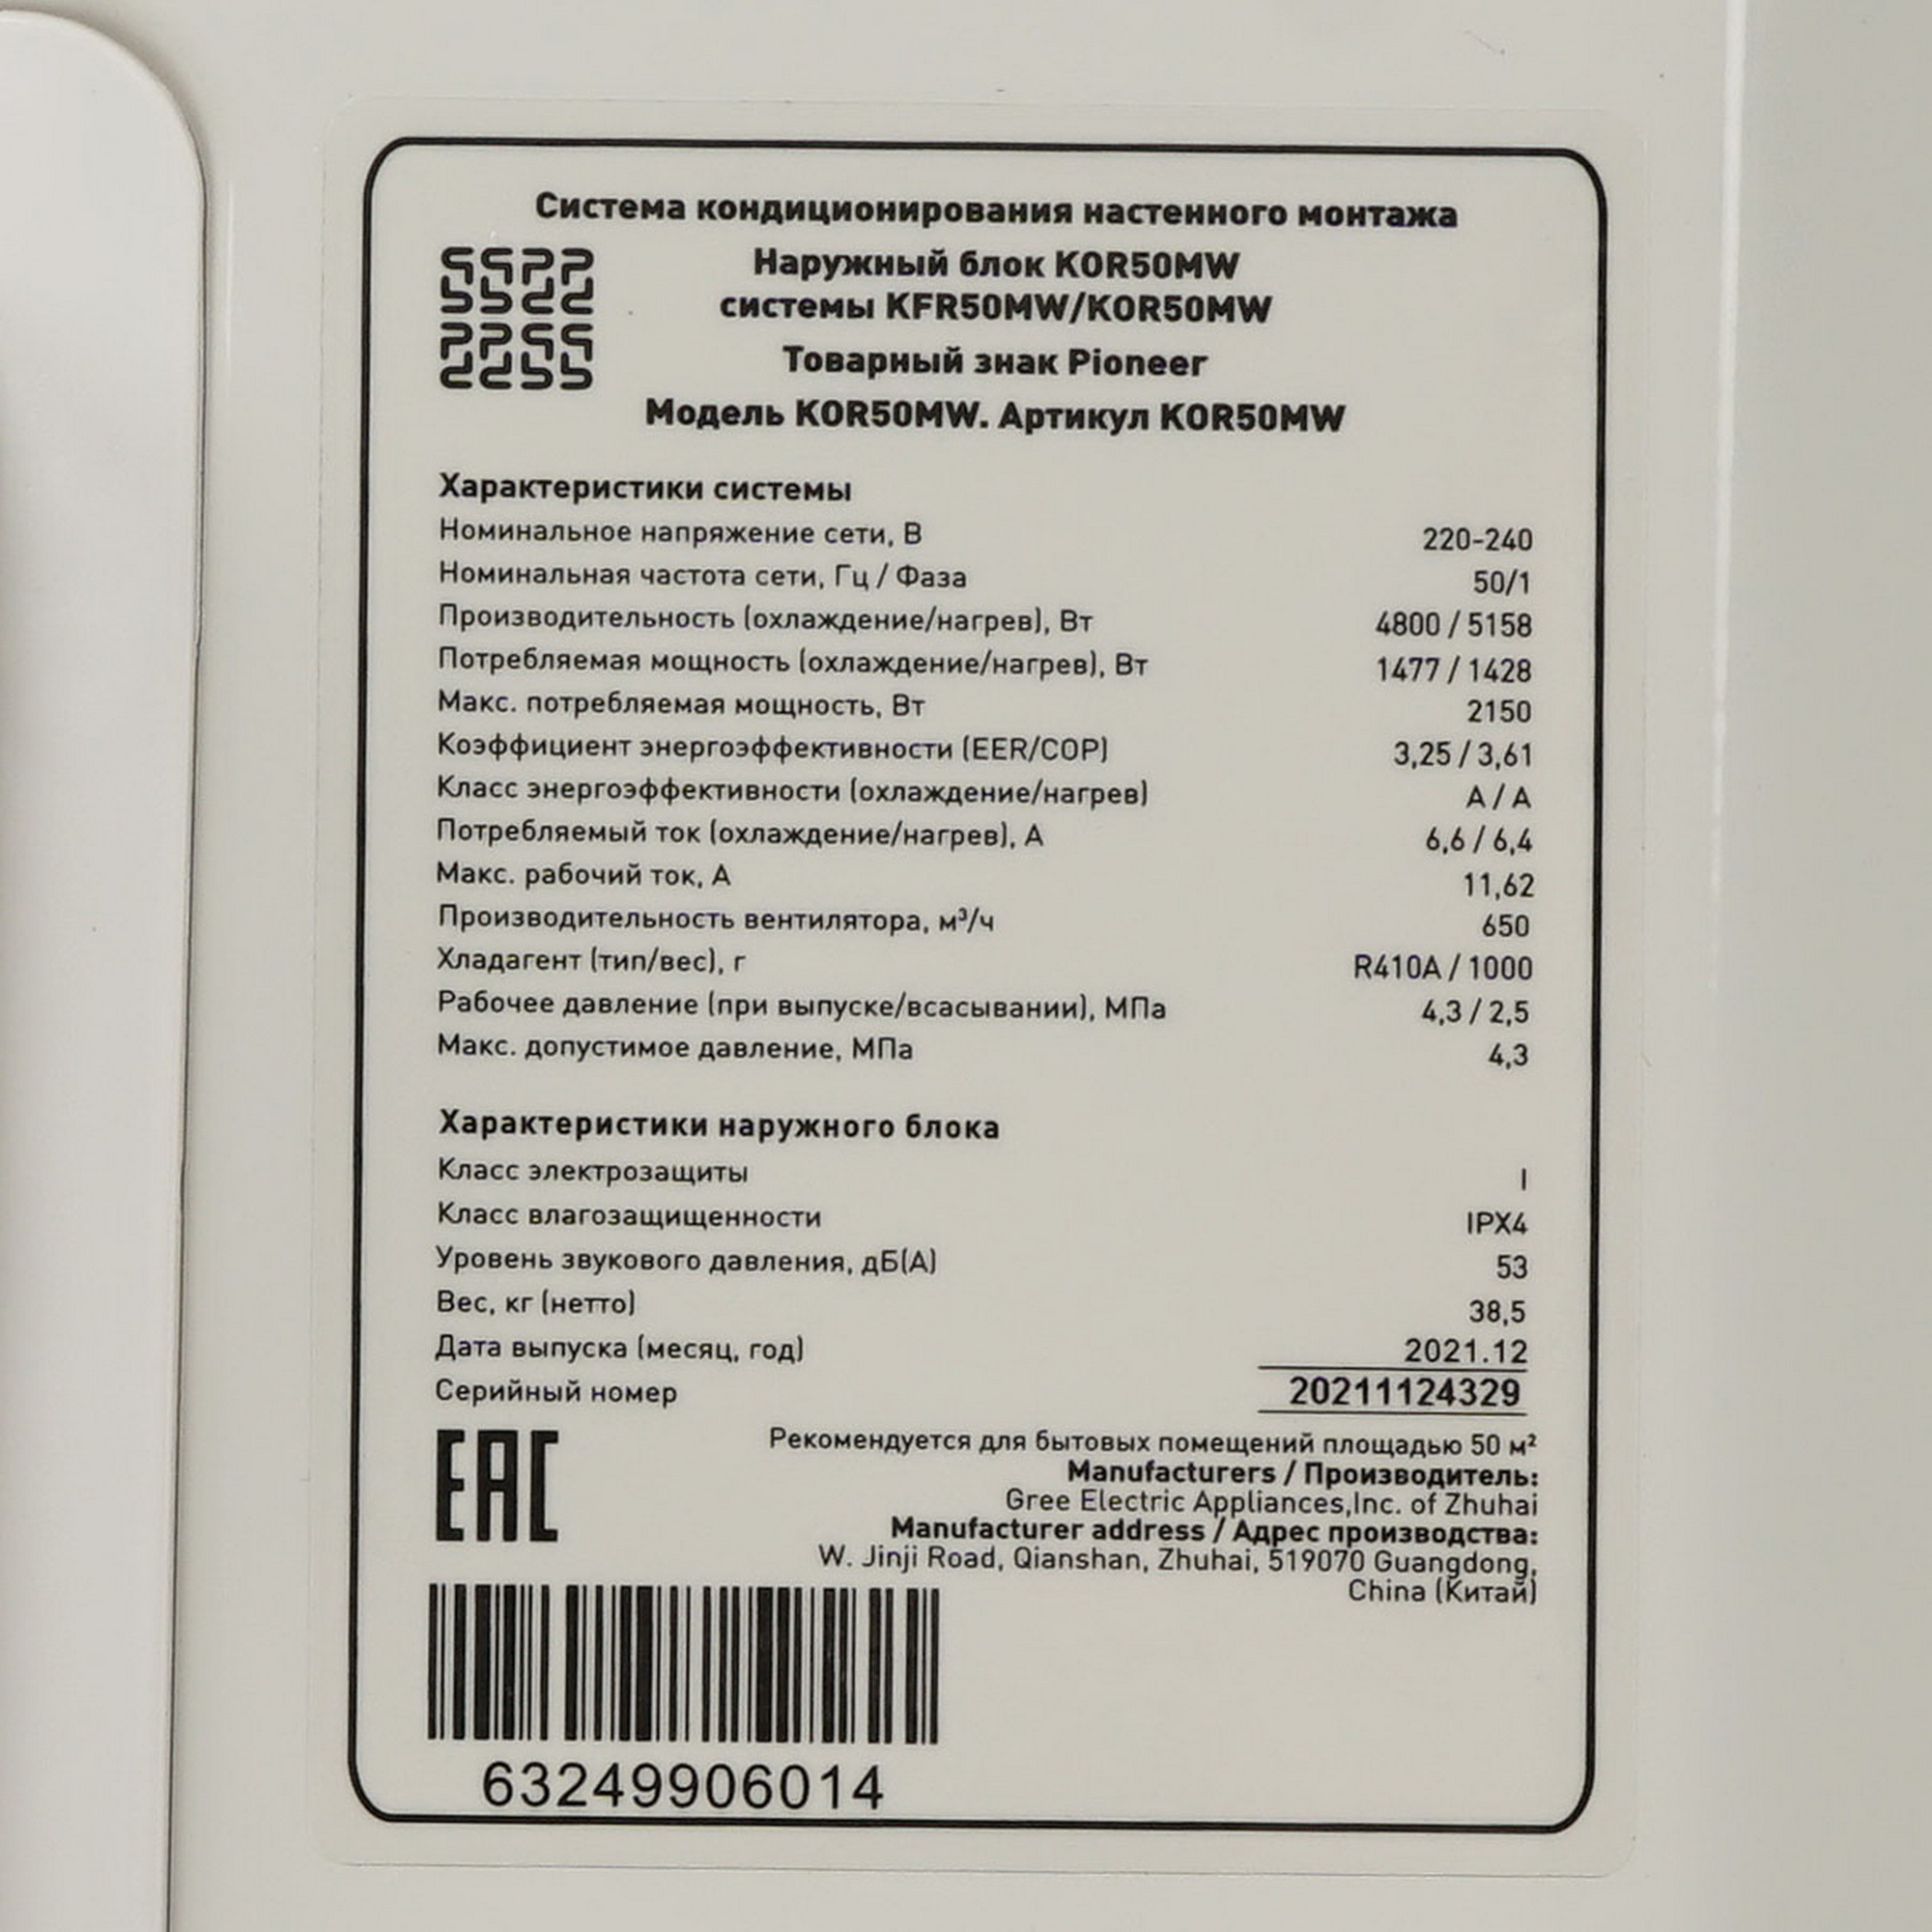 Система кондиционирования настенного монтажа
Наружный блок KOR50MW
системы KFR50MW/KOR50MW
Товарный знак Pioneer
Модель KOR50MW. Артикул KOR50MW
Характеристики системы
Номинальное напряжение сети, В 220-240
Номинальная частота сети, Гц / Фаза 50/1
Производительность (охлаждение/нагрев), Вт 4800 / 5158
Потребляемая мощность (охлаждение/нагрев), Вт 1477 / 1428
Макс. потребляемая мощность, Вт 2150
Коэффициент энергоэффективности (EER/COP) 3,25 / 3,61
Класс энергоэффективности (охлаждение/нагрев) A / A
Потребляемый ток (охлаждение/нагрев), А 6,6 / 6,4
Макс. рабочий ток, А 11,62
Производительность вентилятора, м³/ч 650
Хладагент (тип/вес), г R410A / 1000
Рабочее давление (при выпуске/всасывании), МПа 4,3 / 2,5
Макс. допустимое давление, МПа 4,3
Характеристики наружного блока
Класс электрозащиты I
Класс влагозащищенности IPX4
Уровень звукового давления, дБ(А) 53
Вес, кг (нетто) 38,5
Дата выпуска (месяц, год) 2021.12
Серийный номер 20211124329
EAC
Рекомендуется для бытовых помещений площадью 50 м²
Manufacturers / Производитель:
Gree Electric Appliances,Inc. of Zhuhai
Manufacturer address / Адрес производства:
W. Jinji Road, Qianshan, Zhuhai, 519070 Guangdong,
China (Китай)
63249906014